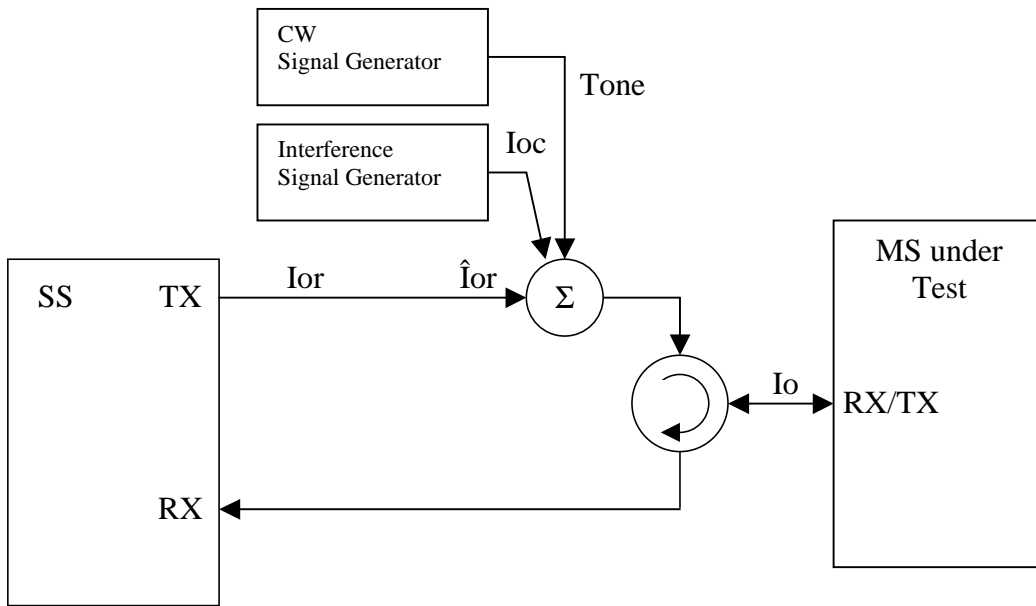 CW
Signal Generator
Tone
Interference
Signal Generator
Ioc
MS under
Test
SS
TX
Ior
Îor
Σ
Io
RX/TX
RX